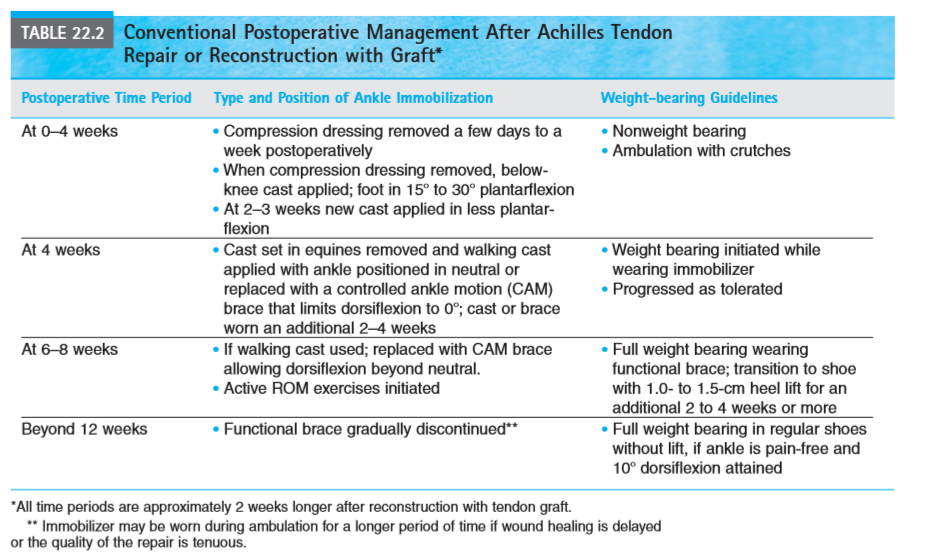 TABLE 22.2 Conventional Postoperative Management After Achilles Tendon
Repair or Reconstruction with Graft*
Postoperative Time Period Type and Position of Ankle Immobilization Weight-bearing Guidelines
At 0–4 weeks
• Compression dressing removed a few days to a
week postoperatively
• When compression dressing removed, below-
knee cast applied; foot in 15° to 30° plantarflexion
• At 2–3 weeks new cast applied in less plantar-
flexion
• Nonweight bearing
• Ambulation with crutches
At 4 weeks
• Cast set in equines removed and walking cast
applied with ankle positioned in neutral or
replaced with a controlled ankle motion (CAM)
brace that limits dorsiflexion to 0°; cast or brace
worn an additional 2–4 weeks
• Weight bearing initiated while
wearing immobilizer
• Progressed as tolerated
At 6–8 weeks
• If walking cast used; replaced with CAM brace
allowing dorsiflexion beyond neutral.
• Active ROM exercises initiated
• Full weight bearing wearing
functional brace; transition to shoe
with 1.0- to 1.5-cm heel lift for an
additional 2 to 4 weeks or more
Beyond 12 weeks
• Functional brace gradually discontinued**
• Full weight bearing in regular shoes
without lift, if ankle is pain-free and
10° dorsiflexion attained
*All time periods are approximately 2 weeks longer after reconstruction with tendon graft.
** Immobilizer may be worn during ambulation for a longer period of time if wound healing is delayed
or the quality of the repair is tenuous.